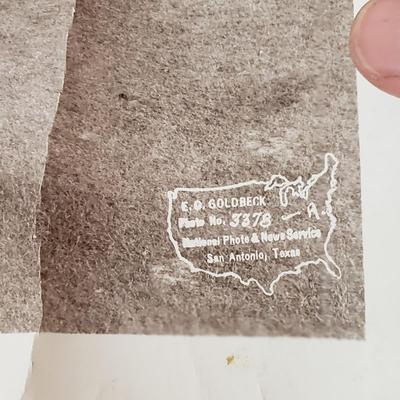 E. O. GOLDBECK
Photo No. 3378 - A.
National Photo & News Service
San Antonio, Texas